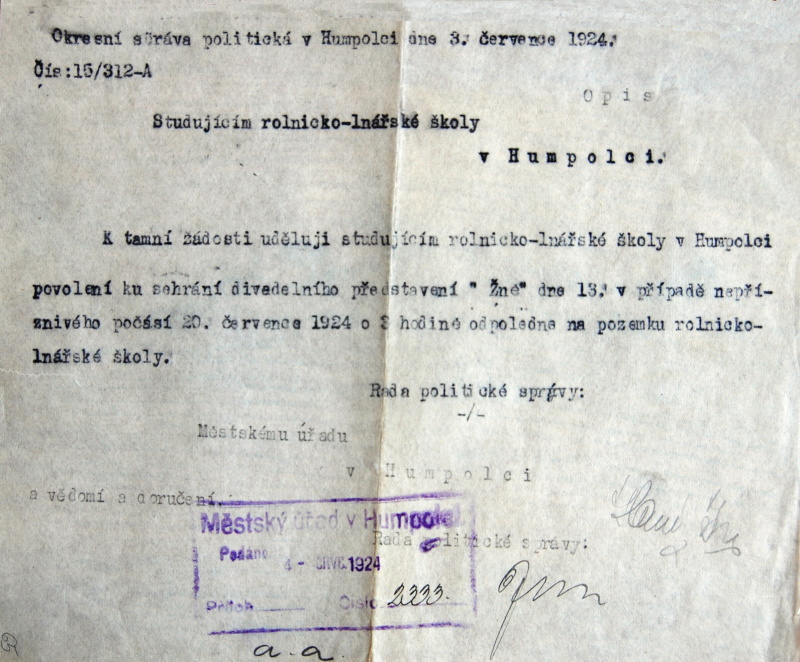 Okresní správa politická v Humpolci dne 3. července 1924.
Čís:15/312-A
Opis
Studujícím rolnicko-lnářské školy
v Humpolci.
K tamní žádosti uděluji studujícím rolnicko-lnářské školy v Humpolci
povolení ku sehrání divadelního představení " Žně" dne 13. v případě nepří-
znivého počásí 20. července 1924 o 3 hodině odpoledne na pozemku rolnicko-
lnářské školy.
Rada politické správy:
-/-
Městskému úřadu
v Humpolci
a vědomí a doručení.
Městský úřad v Humpolci
Rada politické správy:
Podáno 4 - ČRVC.1924
Příloh Číslo 2333.
a.a.